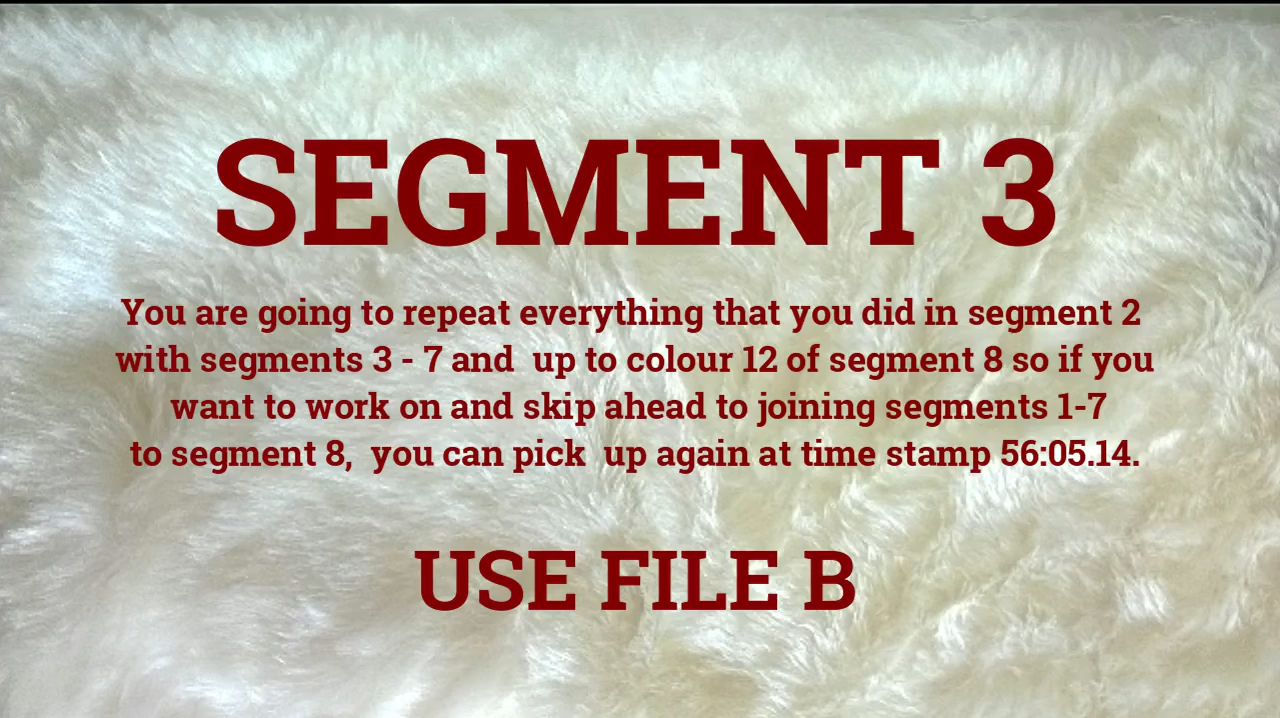 SEGMENT 3
You are going to repeat everything that you did in segment 2
with segments 3 - 7 and  up to colour 12 of segment 8 so if you
want to work on and skip ahead to joining segments 1-7
to segment 8,  you can pick  up again at time stamp 56:05.14.
USE FILE B